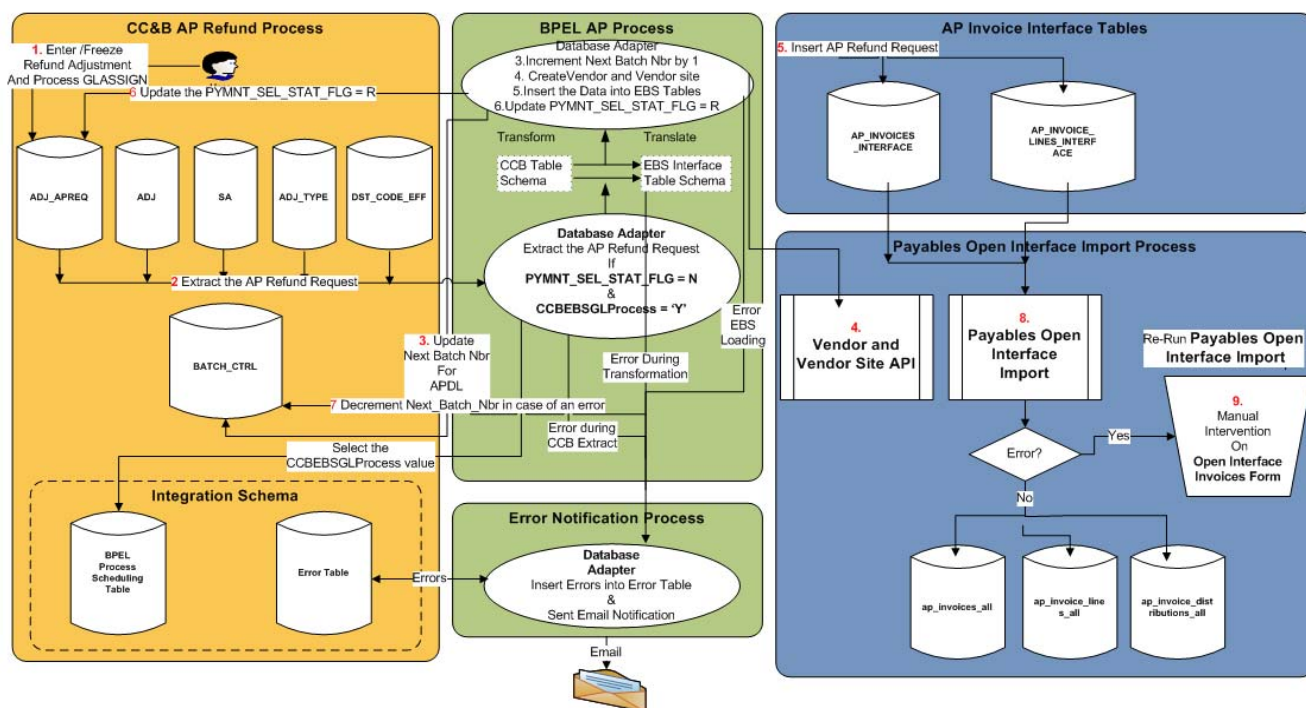 CC&B AP Refund Process
1. Enter /Freeze
Refund Adjustment
And Process GLASSIGN
6 Update the PYMNT_SEL_STAT_FLG = R
ADJ_APREQ
ADJ
SA
ADJ_TYPE
DST_CODE_EFF
2 Extract the AP Refund Request
BATCH_CTRL
3. Update
Next Batch Nbr
For
APDL
7 Decrement Next_Batch_Nbr in case of an error
Select the
CCBEBSGLProcess value
Integration Schema
BPEL
Process
Scheduling
Table
Error Table
Errors
BPEL AP Process
Database Adapter
3.Increment Next Batch Nbr by 1
4. CreateVendor and Vendor site
5.Insert the Data into EBS Tables
6.Update PYMNT_SEL_STAT_FLG = R
Transform
Translate
CCB Table
Schema
EBS Interface
Table Schema
Database Adapter
Extract the AP Refund Request
If
PYMNT_SEL_STAT_FLG = N
&
CCBEBSGLProcess = ‘Y’
Error
EBS
Loading
Error During
Transformation
Error during
CCB Extract
Error Notification Process
Database
Adapter
Insert Errors into Error Table
&
Sent Email Notification
Email
AP Invoice Interface Tables
5. Insert AP Refund Request
AP_INVOICES
_INTERFACE
AP_INVOICE_
LINES_INTERF
ACE
Payables Open Interface Import Process
4.
Vendor and
Vendor Site API
8.
Payables Open
Interface
Import
Re-Run Payables Open
Interface Import
9.
Manual
Intervention
On
Open Interface
Invoices Form
Error?
Yes
No
ap_invoices_all
ap_invoice_line
s_all
ap_invoice_dist
ributions_all